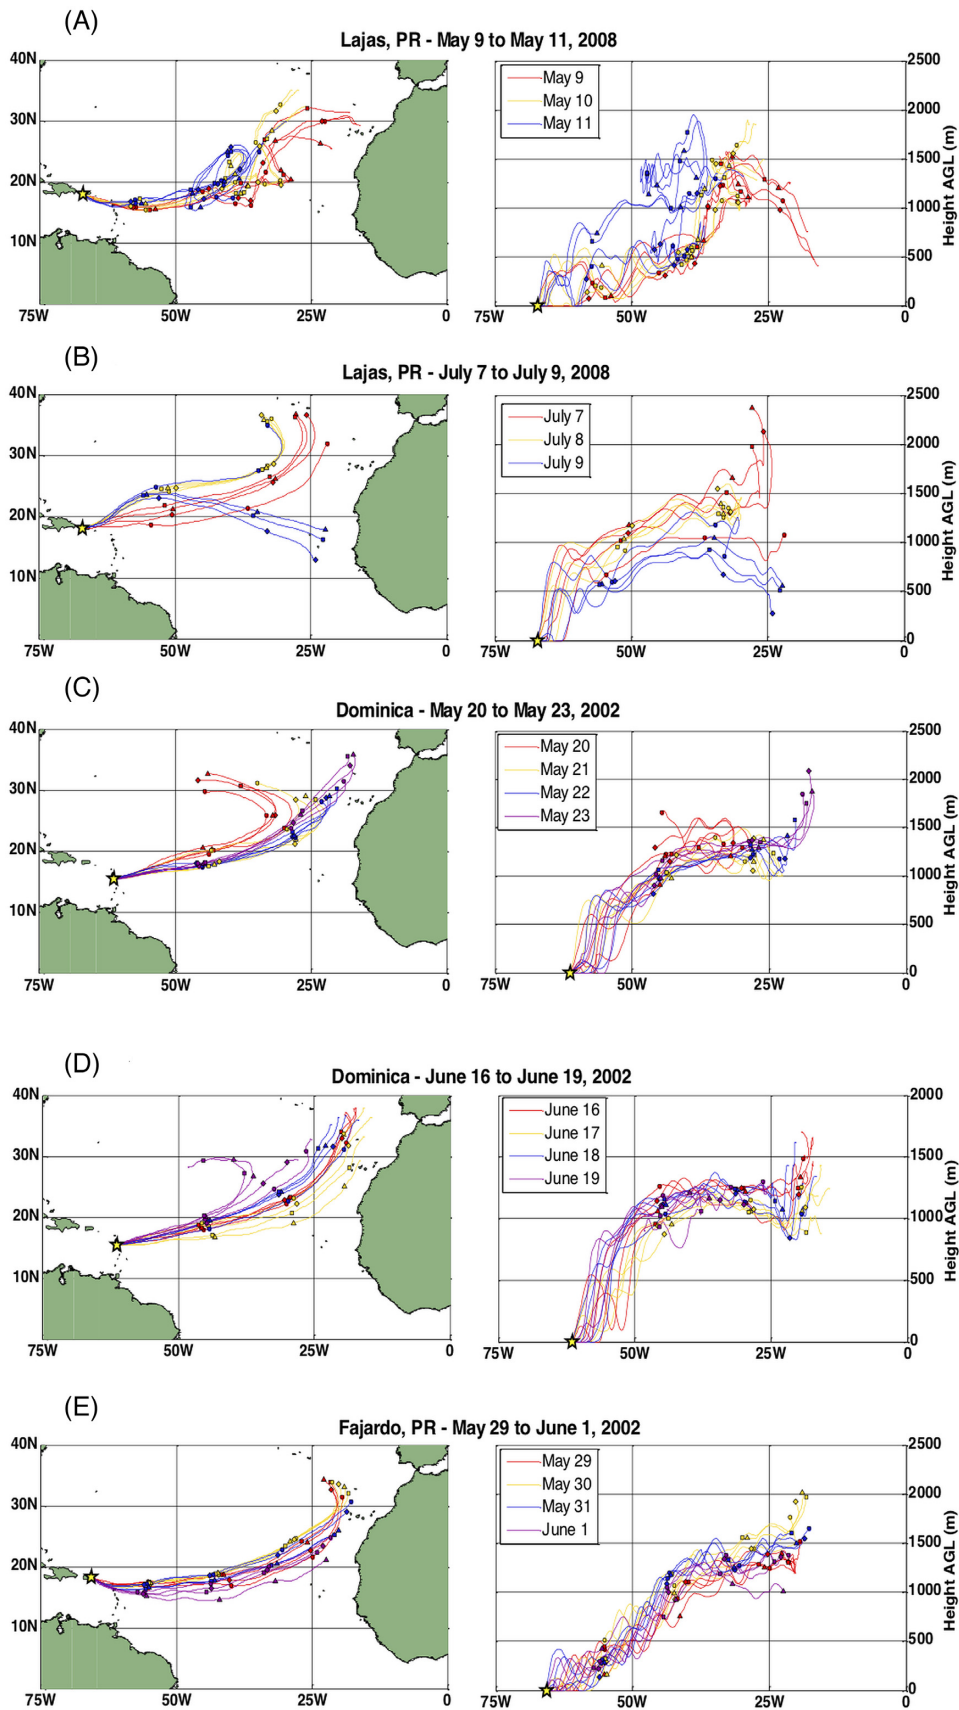 (A)
Lajas, PR - May 9 to May 11, 2008
40N
30N
20N
10N
75W 50W 25W 0
May 9
May 10
May 11
2500
2000
1500
1000
500
0
Height AGL (m)
75W 50W 25W 0
(B)
Lajas, PR - July 7 to July 9, 2008
40N
30N
20N
10N
75W 50W 25W 0
July 7
July 8
July 9
2500
2000
1500
1000
500
0
Height AGL (m)
75W 50W 25W 0
(C)
Dominica - May 20 to May 23, 2002
40N
30N
20N
10N
75W 50W 25W 0
May 20
May 21
May 22
May 23
2500
2000
1500
1000
500
0
Height AGL (m)
75W 50W 25W 0
(D)
Dominica - June 16 to June 19, 2002
40N
30N
20N
10N
75W 50W 25W 0
June 16
June 17
June 18
June 19
2000
1500
1000
500
0
Height AGL (m)
75W 50W 25W 0
(E)
Fajardo, PR - May 29 to June 1, 2002
40N
30N
20N
10N
75W 50W 25W 0
May 29
May 30
May 31
June 1
2500
2000
1500
1000
500
0
Height AGL (m)
75W 50W 25W 0